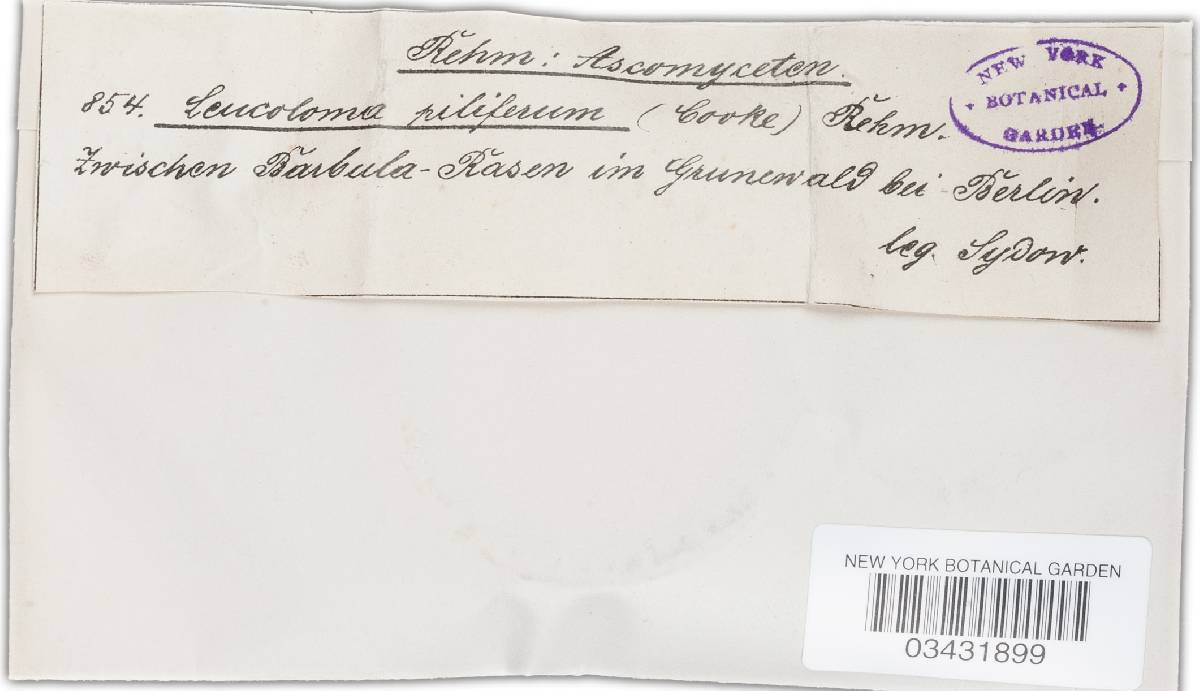 Rehm: Ascomyceten.
854. Leucoloma piliferum (Cooke) Rehm.
Zwischen Barbula-Rasen im Grunewald bei Berlin.
leg. Sydow.
NEW YORK
+ BOTANICAL +
GARDEN
NEW YORK BOTANICAL GARDEN
03431899